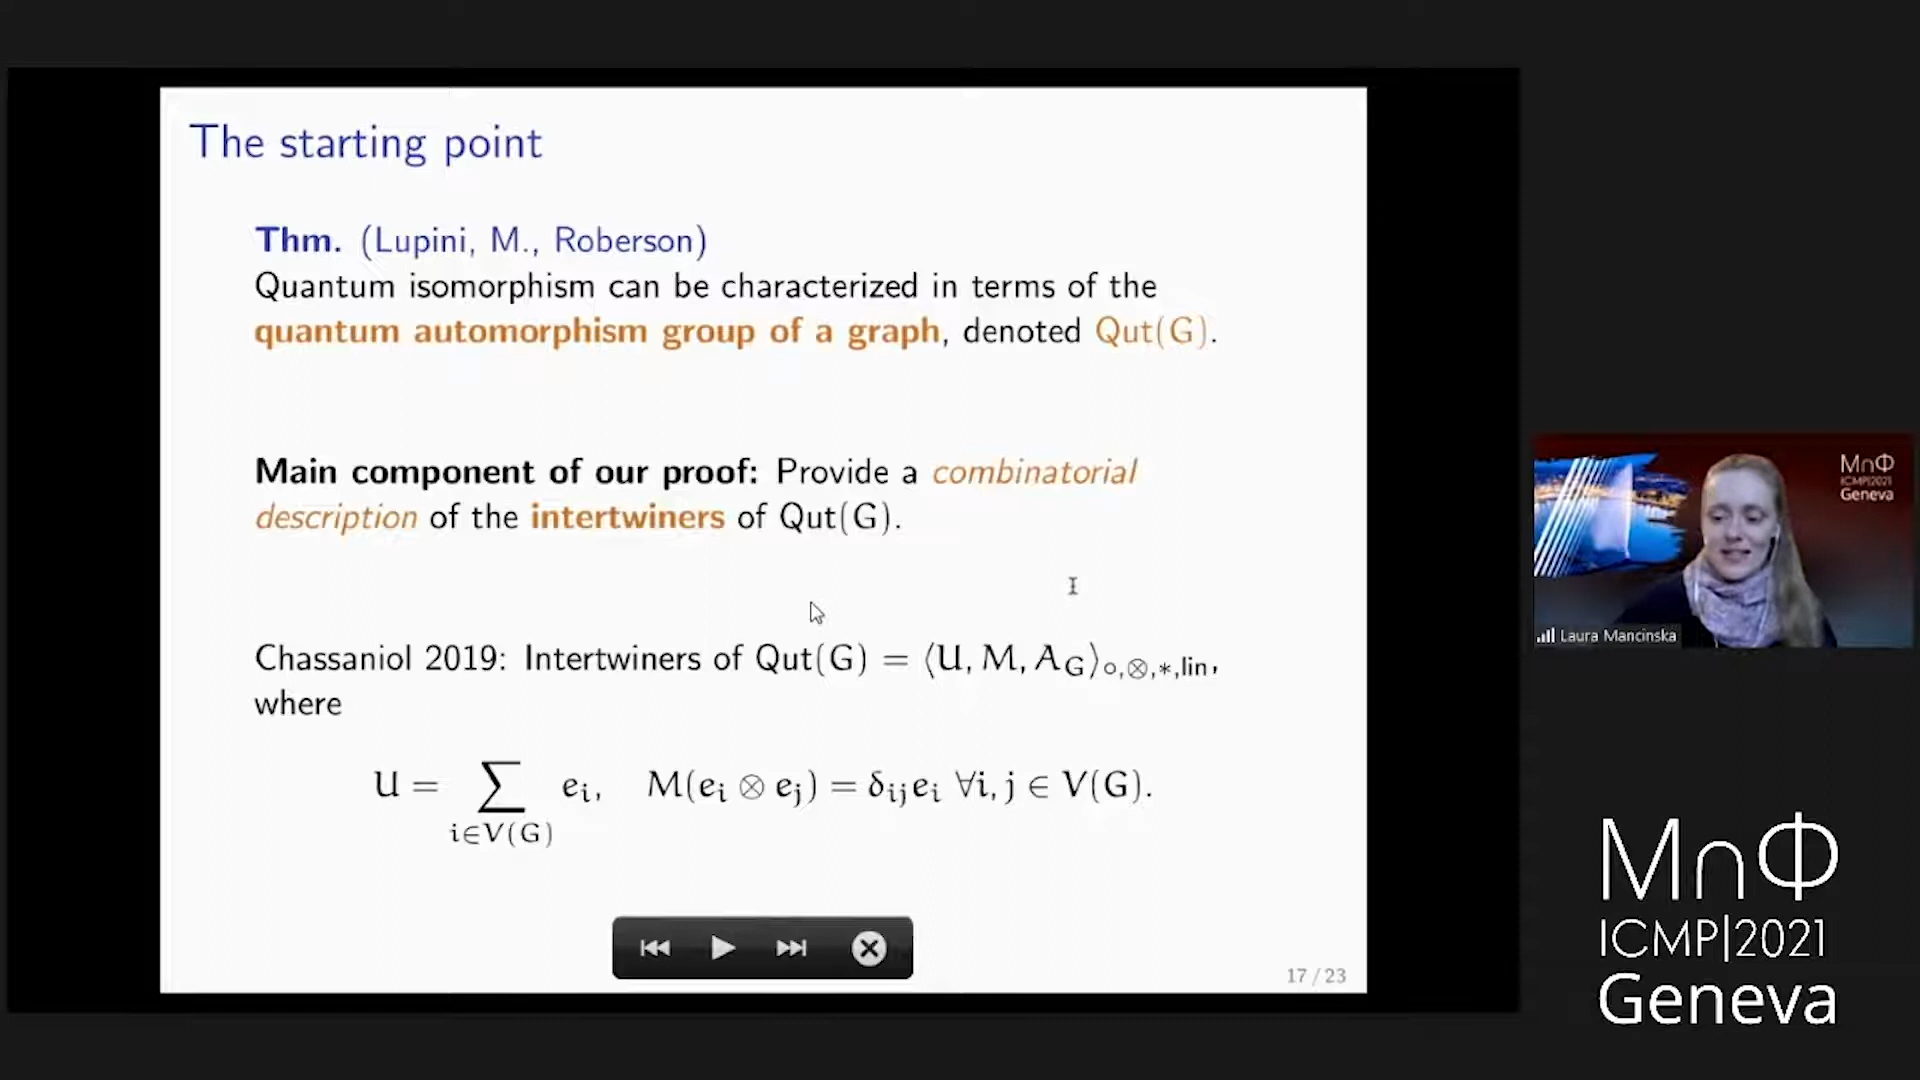 The starting point
Thm. (Lupini, M., Roberson)
Quantum isomorphism can be characterized in terms of the
quantum automorphism group of a graph, denoted Qut(G).
Main component of our proof: Provide a combinatorial
description of the intertwiners of Qut(G).
Chassaniol 2019: Intertwiners of Qut(G) = ⟨U, M, A_G⟩_{∘,⊗,*,lin},
where
U = ∑_{i∈V(G)} e_i, M(e_i ⊗ e_j) = δ_{ij}e_i ∀i, j ∈ V(G).
17 / 23
M∩Φ
ICMP|2021
Geneva
Laura Mancinska
M∩Φ
ICMP|2021
Geneva